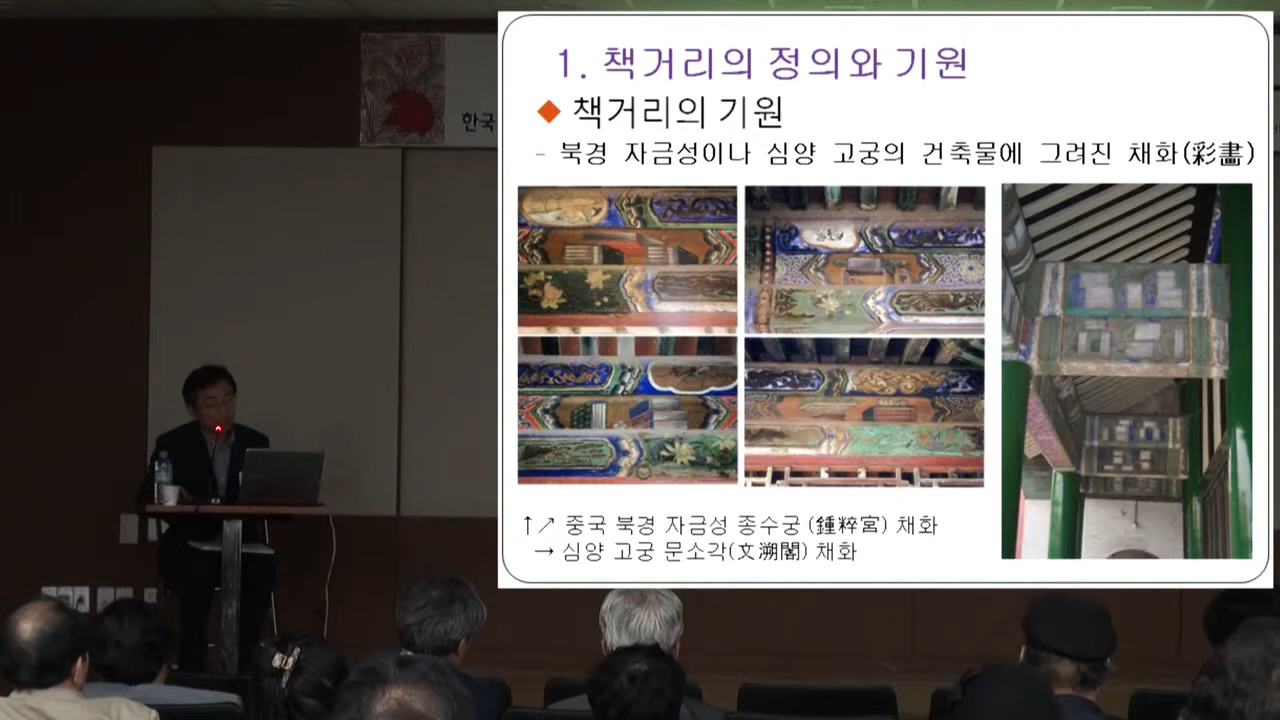 한국
1. 책거리의 정의와 기원
◆ 책거리의 기원
- 북경 자금성이나 심양 고궁의 건축물에 그려진 채화(彩畵)
↑↗ 중국 북경 자금성 종수궁 (鍾粹宮) 채화
→ 심양 고궁 문소각(文溯閣) 채화